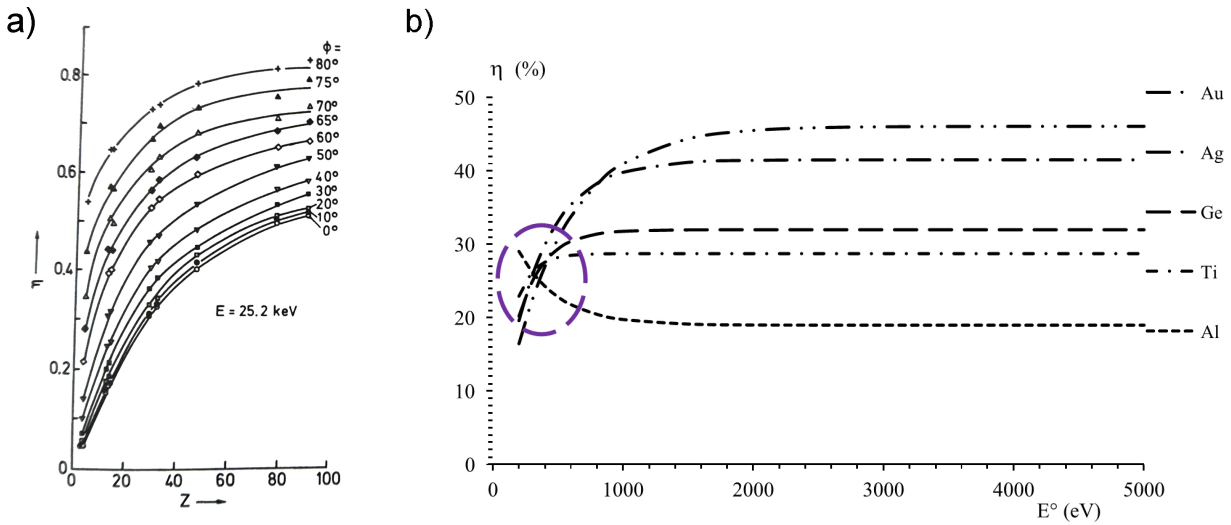 a)
b)
ϕ =
80°
75°
70°
65°
60°
50°
40°
30°
20°
10°
0°
0.8
0.6
0.4
0.2
0
η
E = 25.2 keV
0 20 40 60 80 100
Z
η (%)
50
40
30
20
10
0
0 1000 2000 3000 4000 5000
E° (eV)
Au
Ag
Ge
Ti
Al